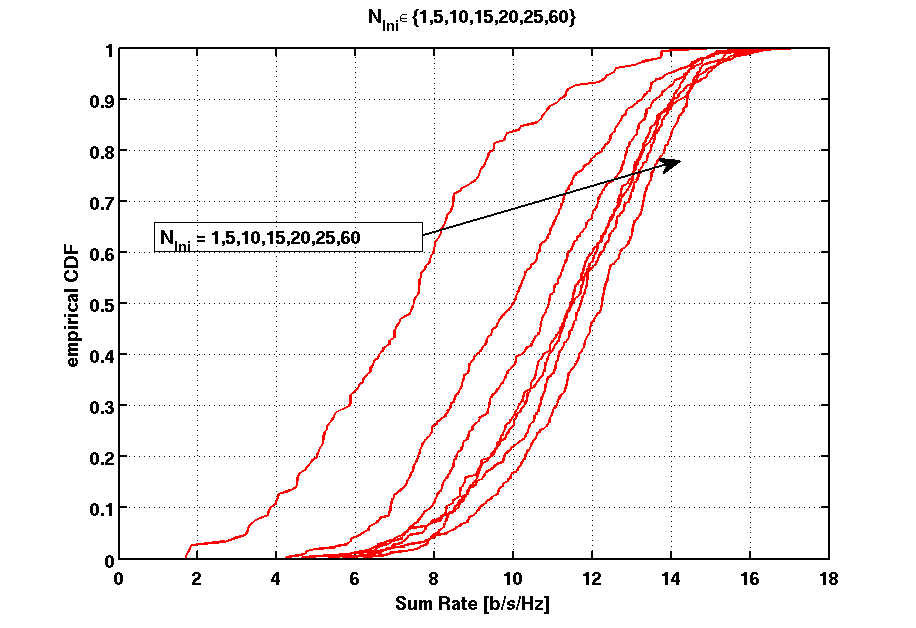 N_Ini ∈ {1,5,10,15,20,25,60}
1
0.9
0.8
0.7
N_Ini = 1,5,10,15,20,25,60
0.6
0.5
0.4
0.3
0.2
0.1
0
empirical CDF
0 2 4 6 8 10 12 14 16 18
Sum Rate [b/s/Hz]